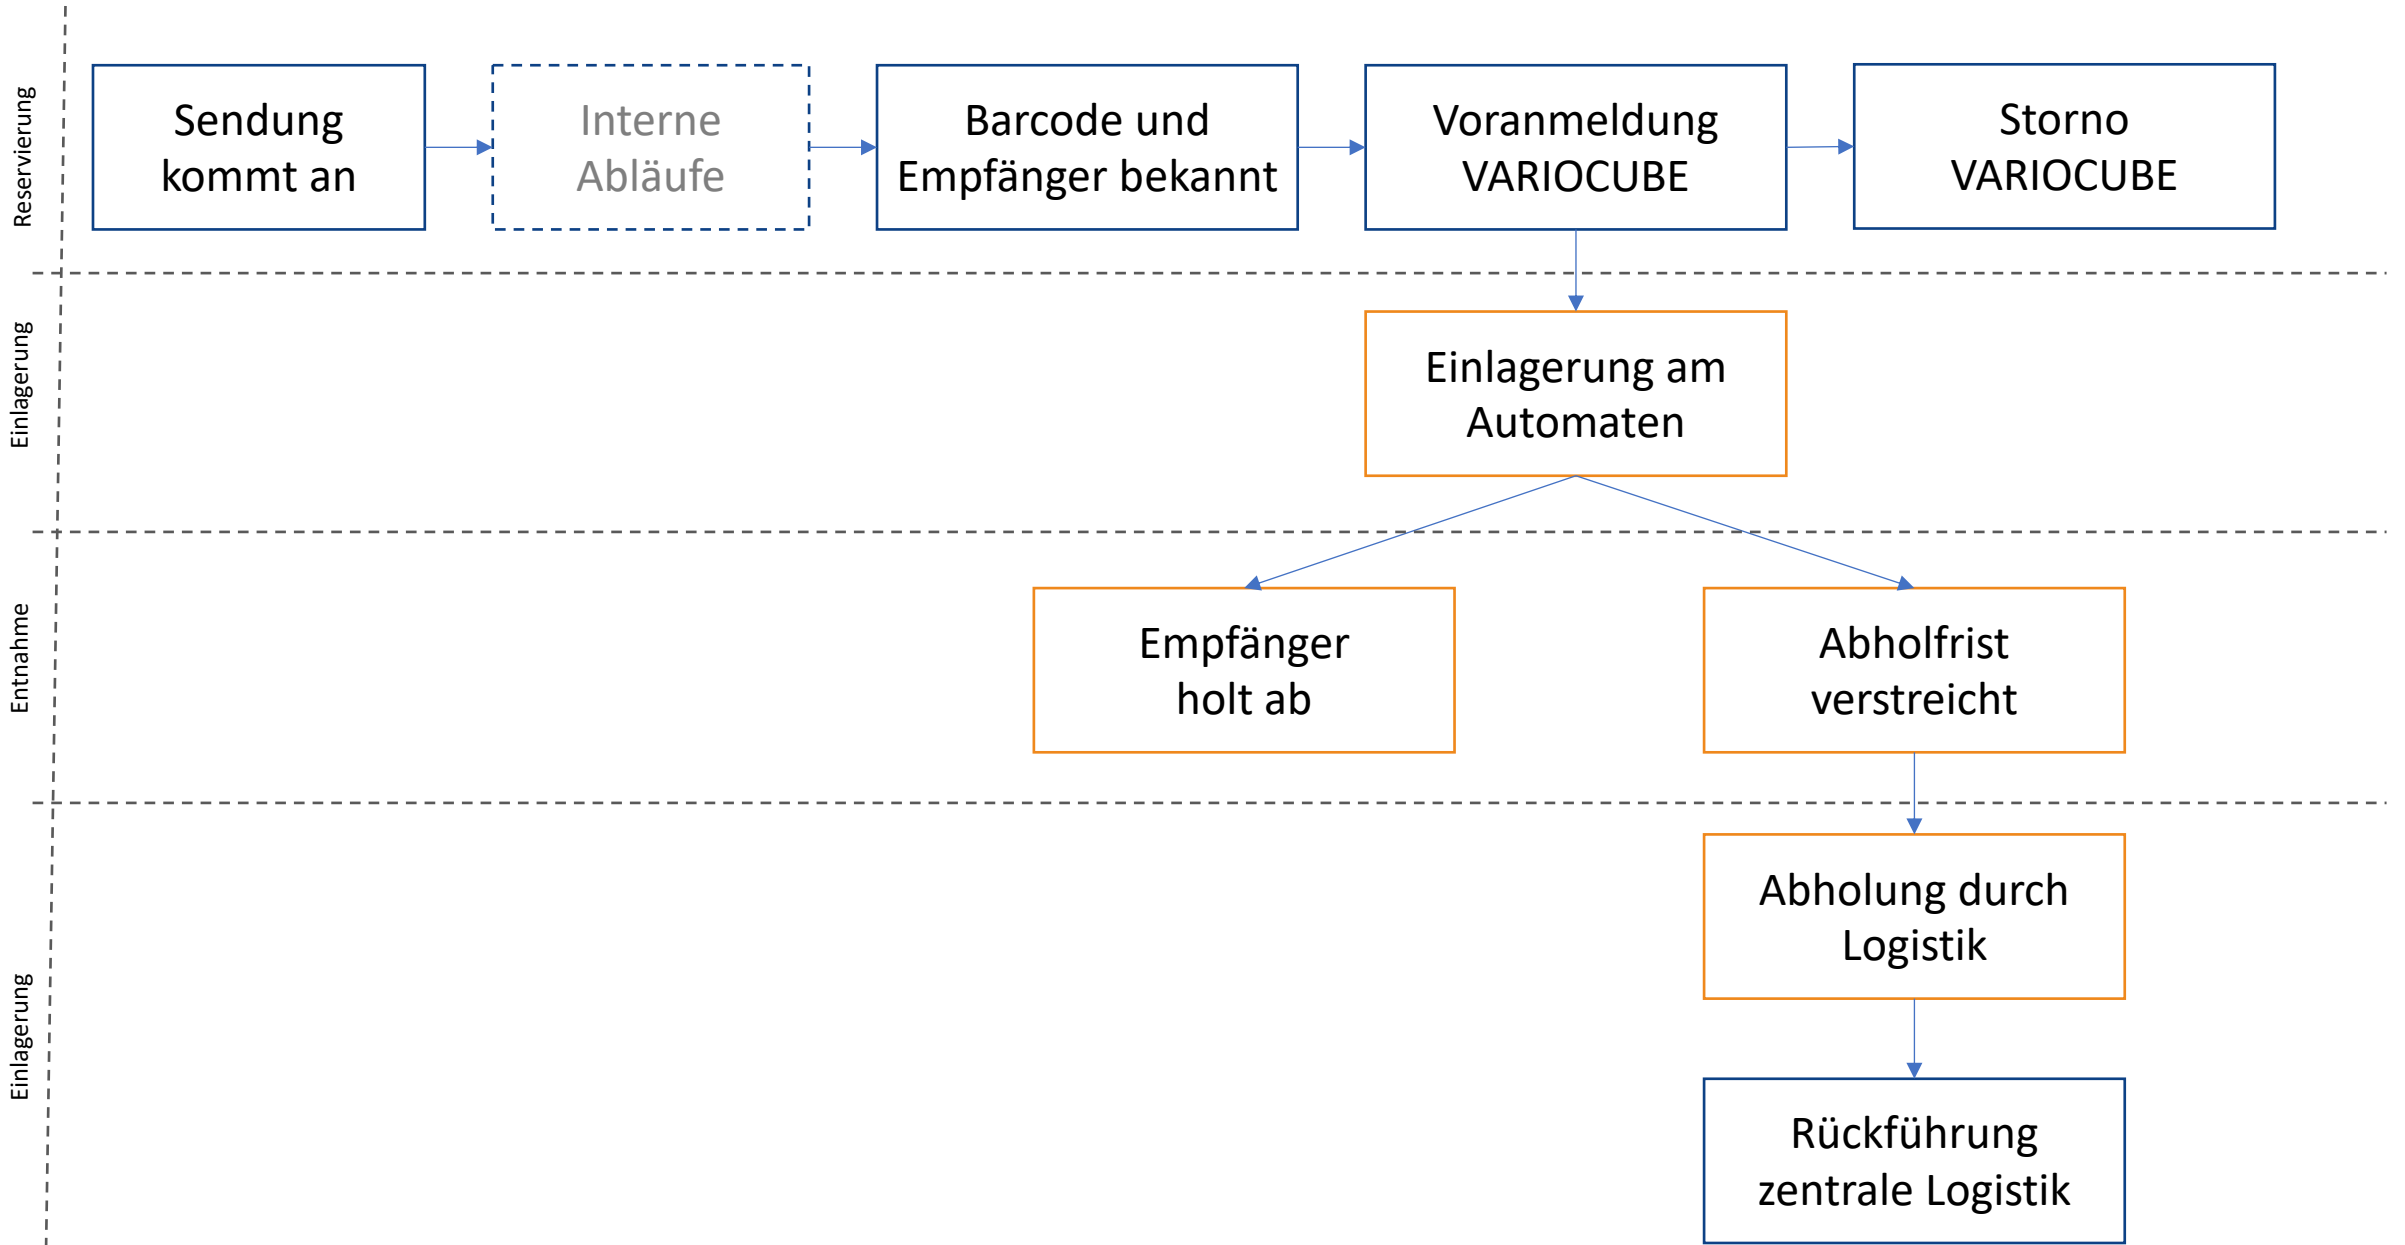 Reservierung
Sendung
kommt an
Interne
Abläufe
Barcode und
Empfänger bekannt
Voranmeldung
VARIOCUBE
Storno
VARIOCUBE
Einlagerung
Einlagerung am
Automaten
Entnahme
Empfänger
holt ab
Abholfrist
verstreicht
Einlagerung
Abholung durch
Logistik
Rückführung
zentrale Logistik